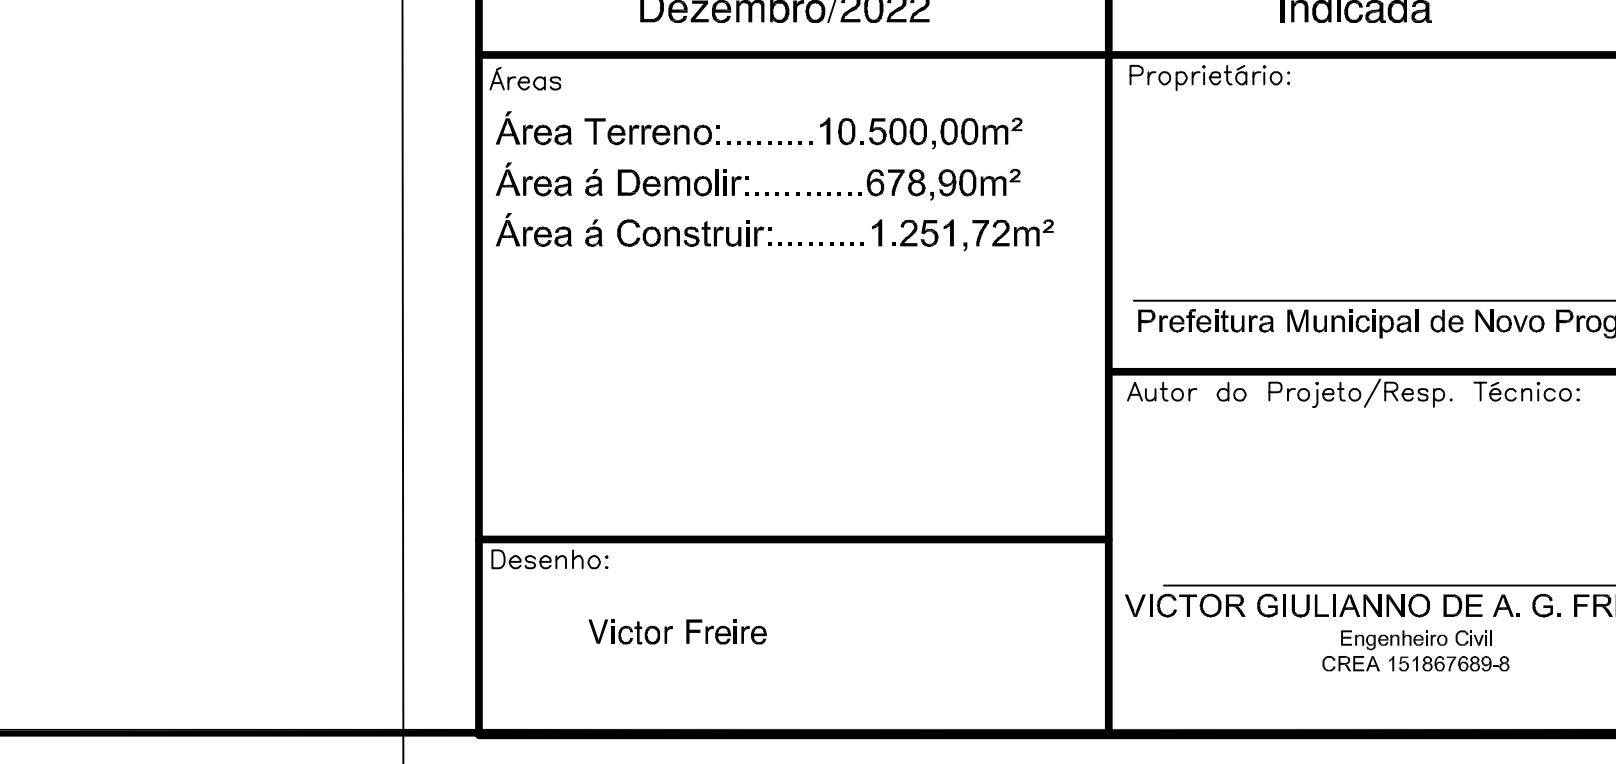 Dezembro/2022
Indicada
Áreas
Área Terreno:.........10.500,00m²
Área á Demolir:...........678,90m²
Área á Construir:.........1.251,72m²
Proprietário:
Prefeitura Municipal de Novo Prog
Autor do Projeto/Resp. Técnico:
Desenho:
Victor Freire
VICTOR GIULIANNO DE A. G. FRE
Engenheiro Civil
CREA 151867689-8